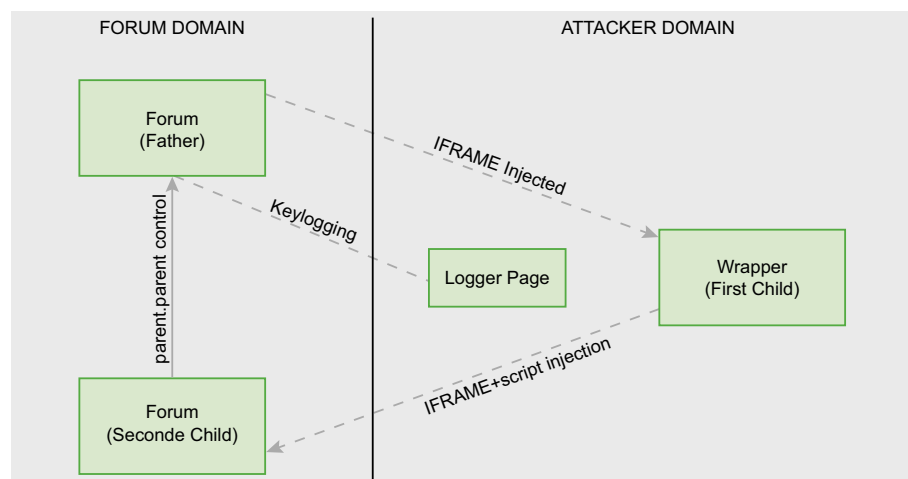 FORUM DOMAIN
ATTACKER DOMAIN
Forum
(Father)
IFRAME Injected
Keylogging
parent.parent control
Logger Page
Wrapper
(First Child)
IFRAME+script injection
Forum
(Seconde Child)